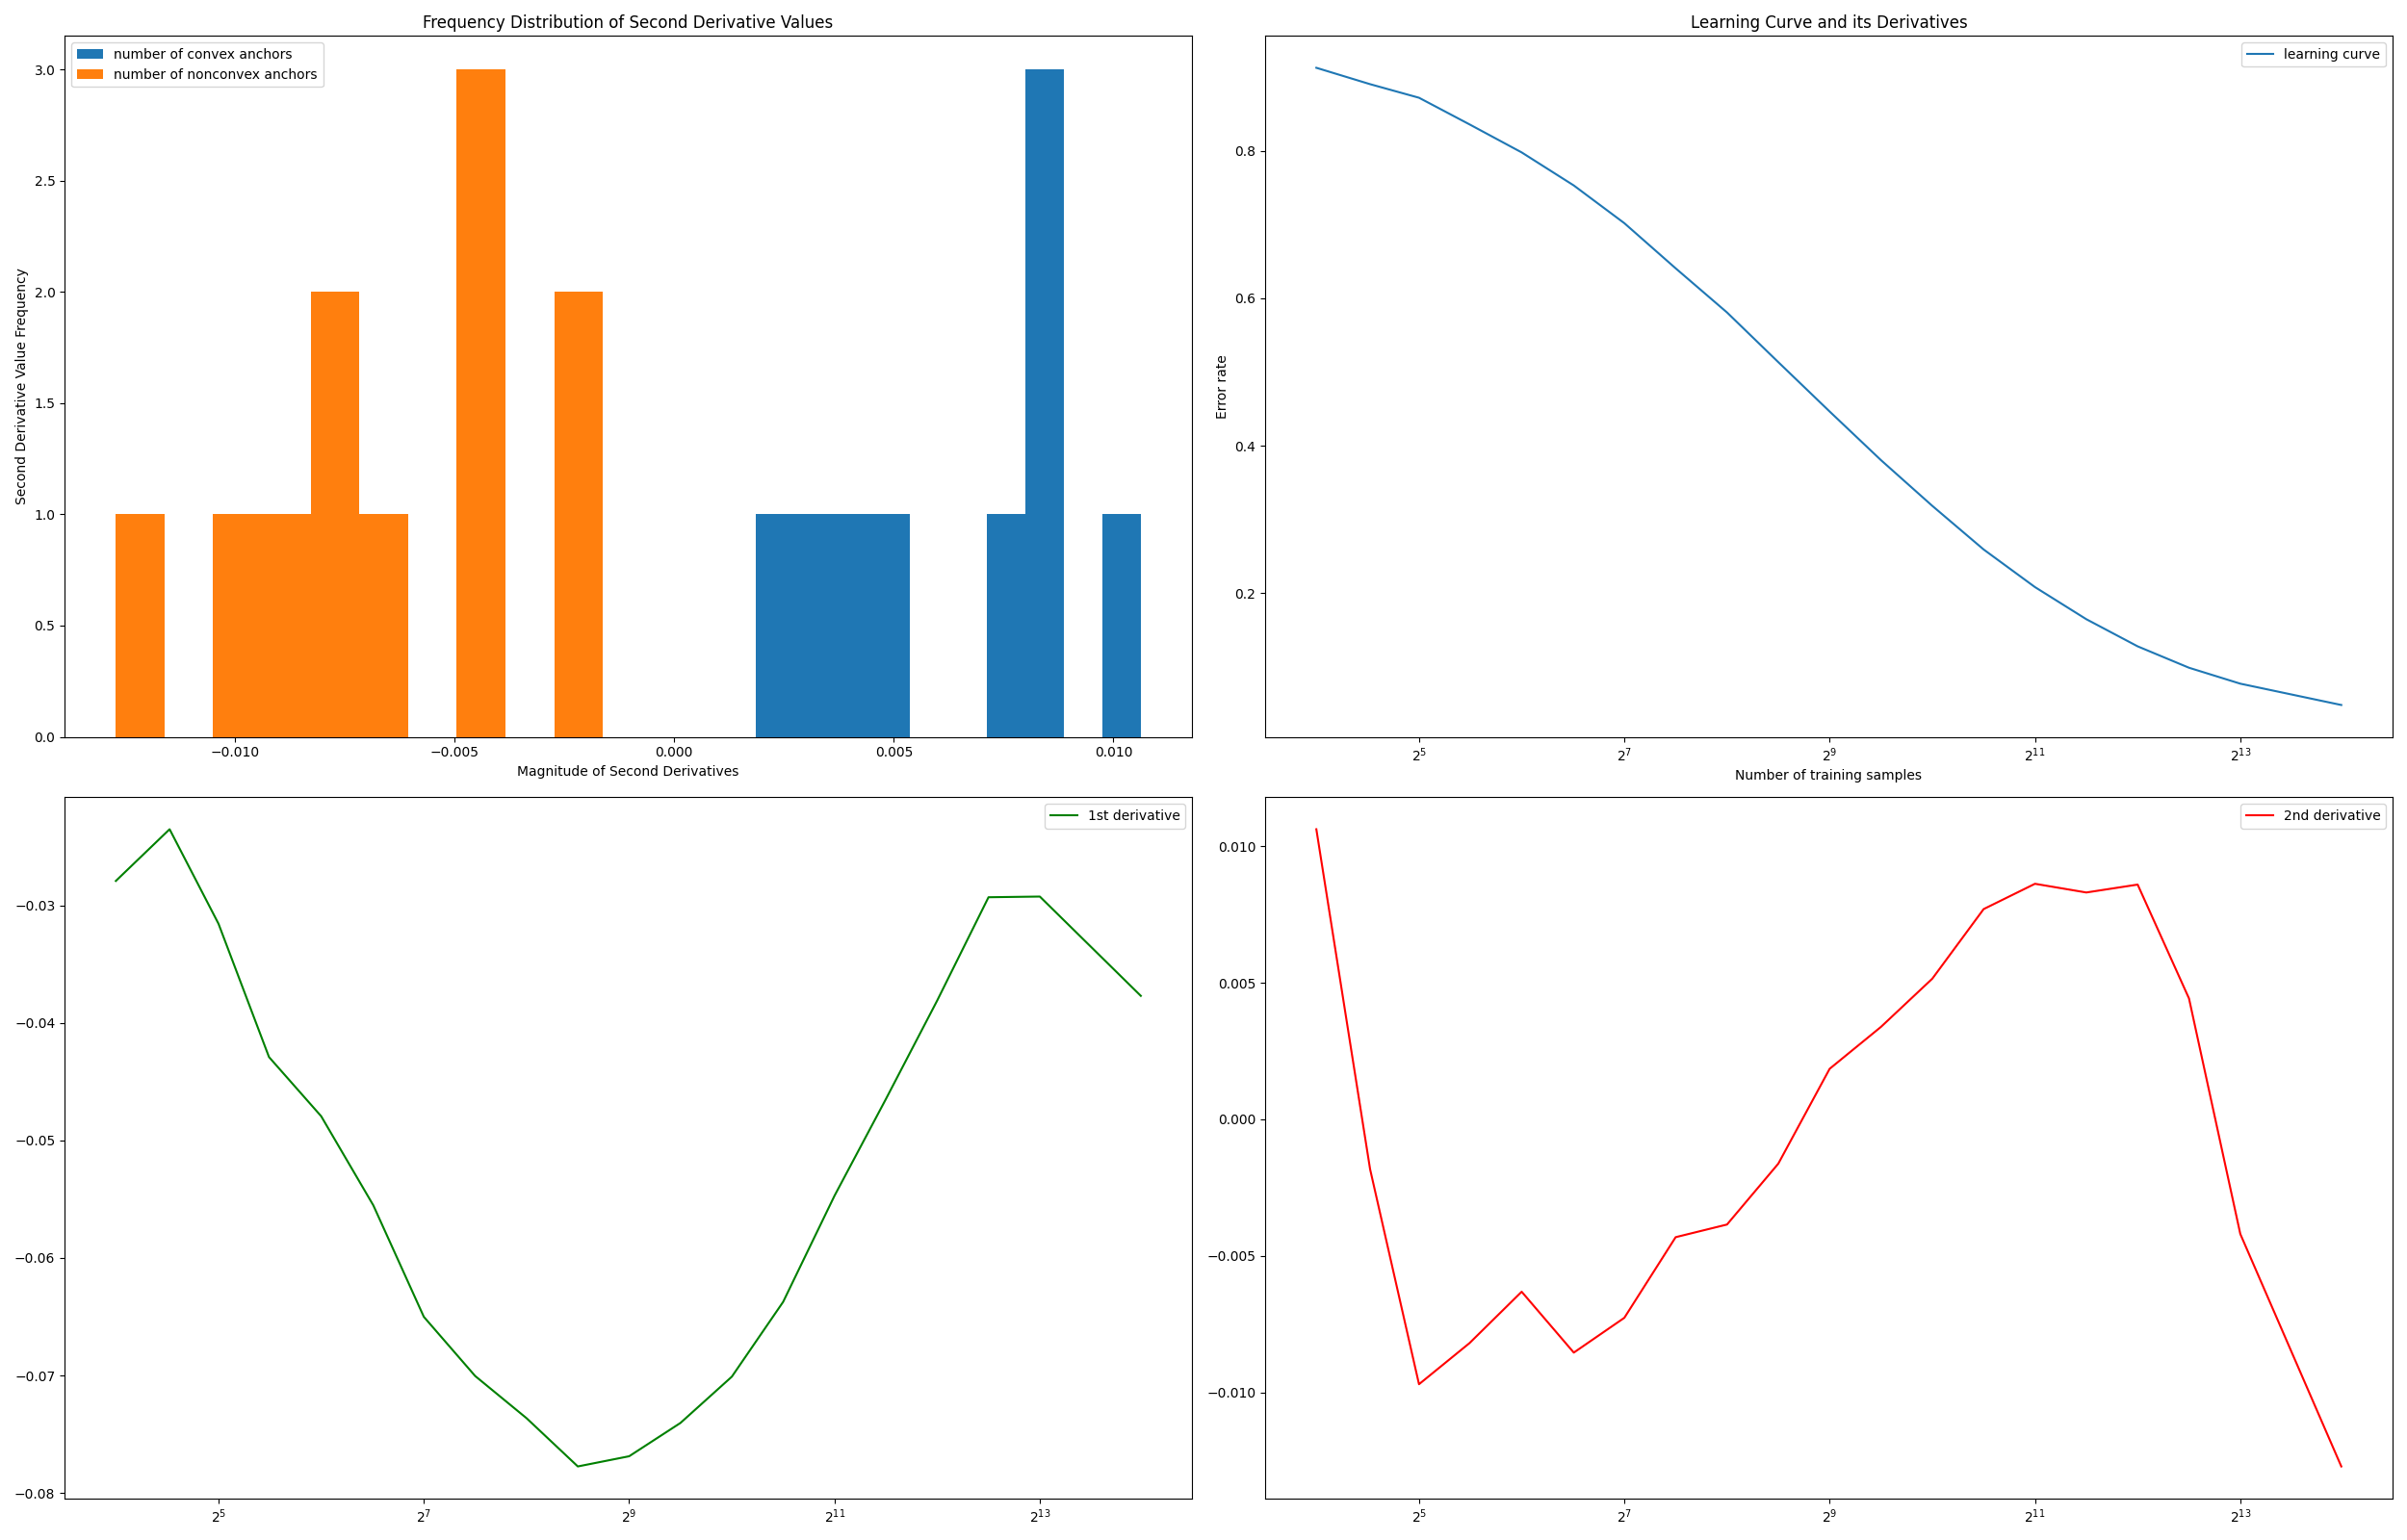 Frequency Distribution of Second Derivative Values
number of convex anchors
number of nonconvex anchors
3.0
2.5
2.0
1.5
1.0
0.5
0.0
Second Derivative Value Frequency
−0.010 −0.005 0.000 0.005 0.010
Magnitude of Second Derivatives
Learning Curve and its Derivatives
learning curve
0.8
0.6
0.4
0.2
Error rate
2^5 2^7 2^9 2^11 2^13
Number of training samples
1st derivative
−0.03
−0.04
−0.05
−0.06
−0.07
−0.08
2^5 2^7 2^9 2^11 2^13
2nd derivative
0.010
0.005
0.000
−0.005
−0.010
2^5 2^7 2^9 2^11 2^13